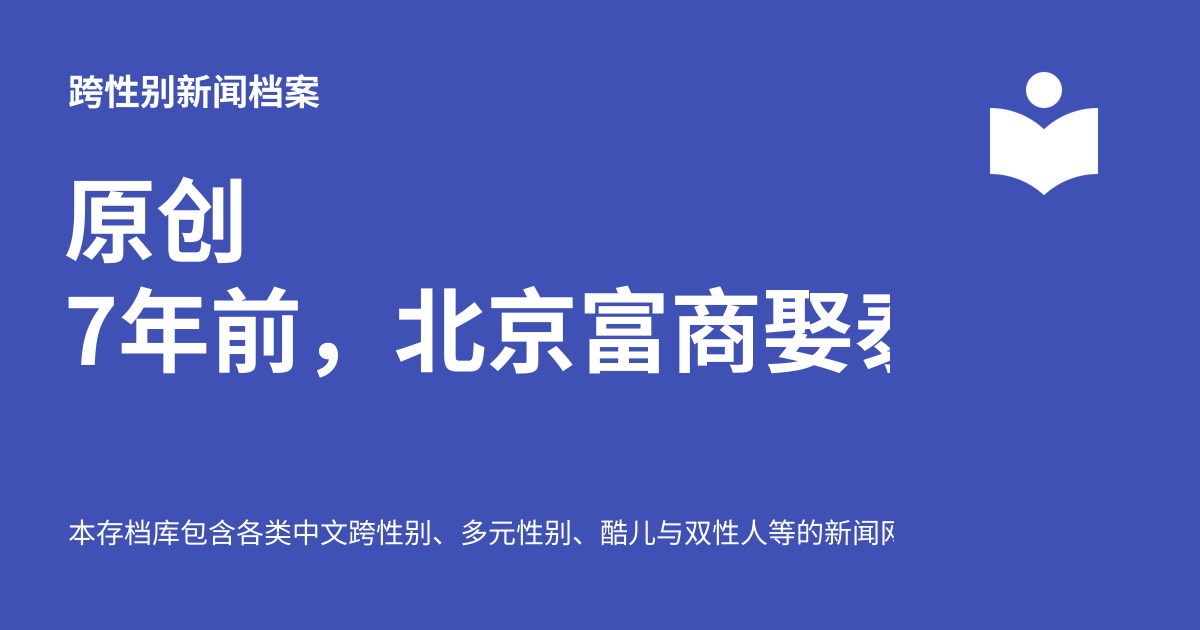 跨性别新闻档案
原创
7年前，北京富商娶
本存档库包含各类中文跨性别、多元性别、酷儿与双性人等的新闻